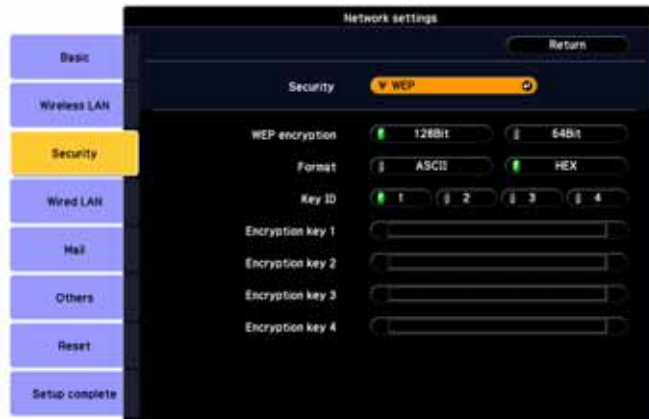 Network settings
Return
Basic
Wireless LAN
Security
Wired LAN
Mail
Others
Reset
Setup complete
Security WEP
WEP encryption 128Bit 64Bit
Format ASCII HEX
Key ID 1 2 3 4
Encryption key 1
Encryption key 2
Encryption key 3
Encryption key 4